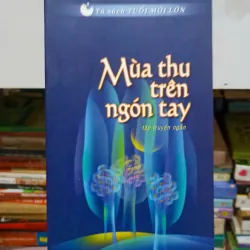 Tủ sách TUỔI MỚI LỚN
Mùa thu
trên
ngón tay
tập truyện ngắn